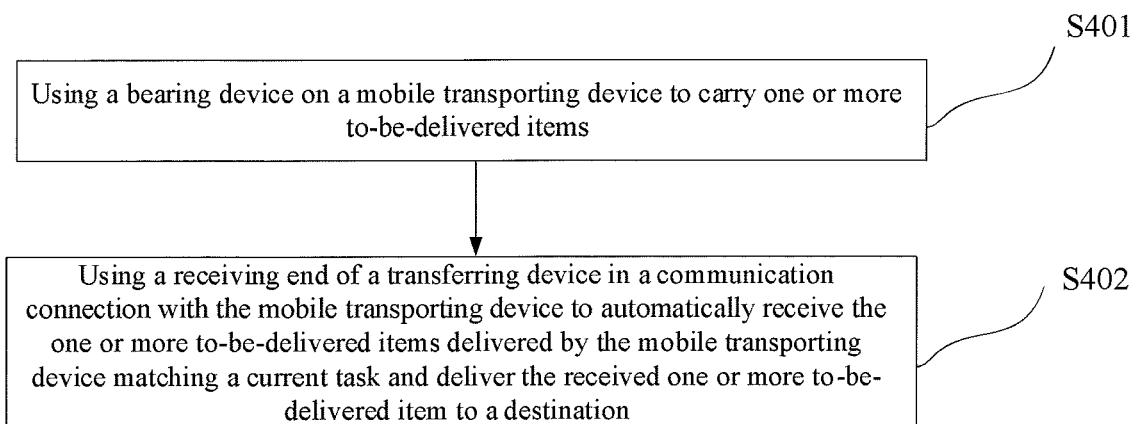 S401
Using a bearing device on a mobile transporting device to carry one or more
to-be-delivered items
Using a receiving end of a transferring device in a communication
connection with the mobile transporting device to automatically receive the
one or more to-be-delivered items delivered by the mobile transporting
device matching a current task and deliver the received one or more to-be-
delivered item to a destination
S402